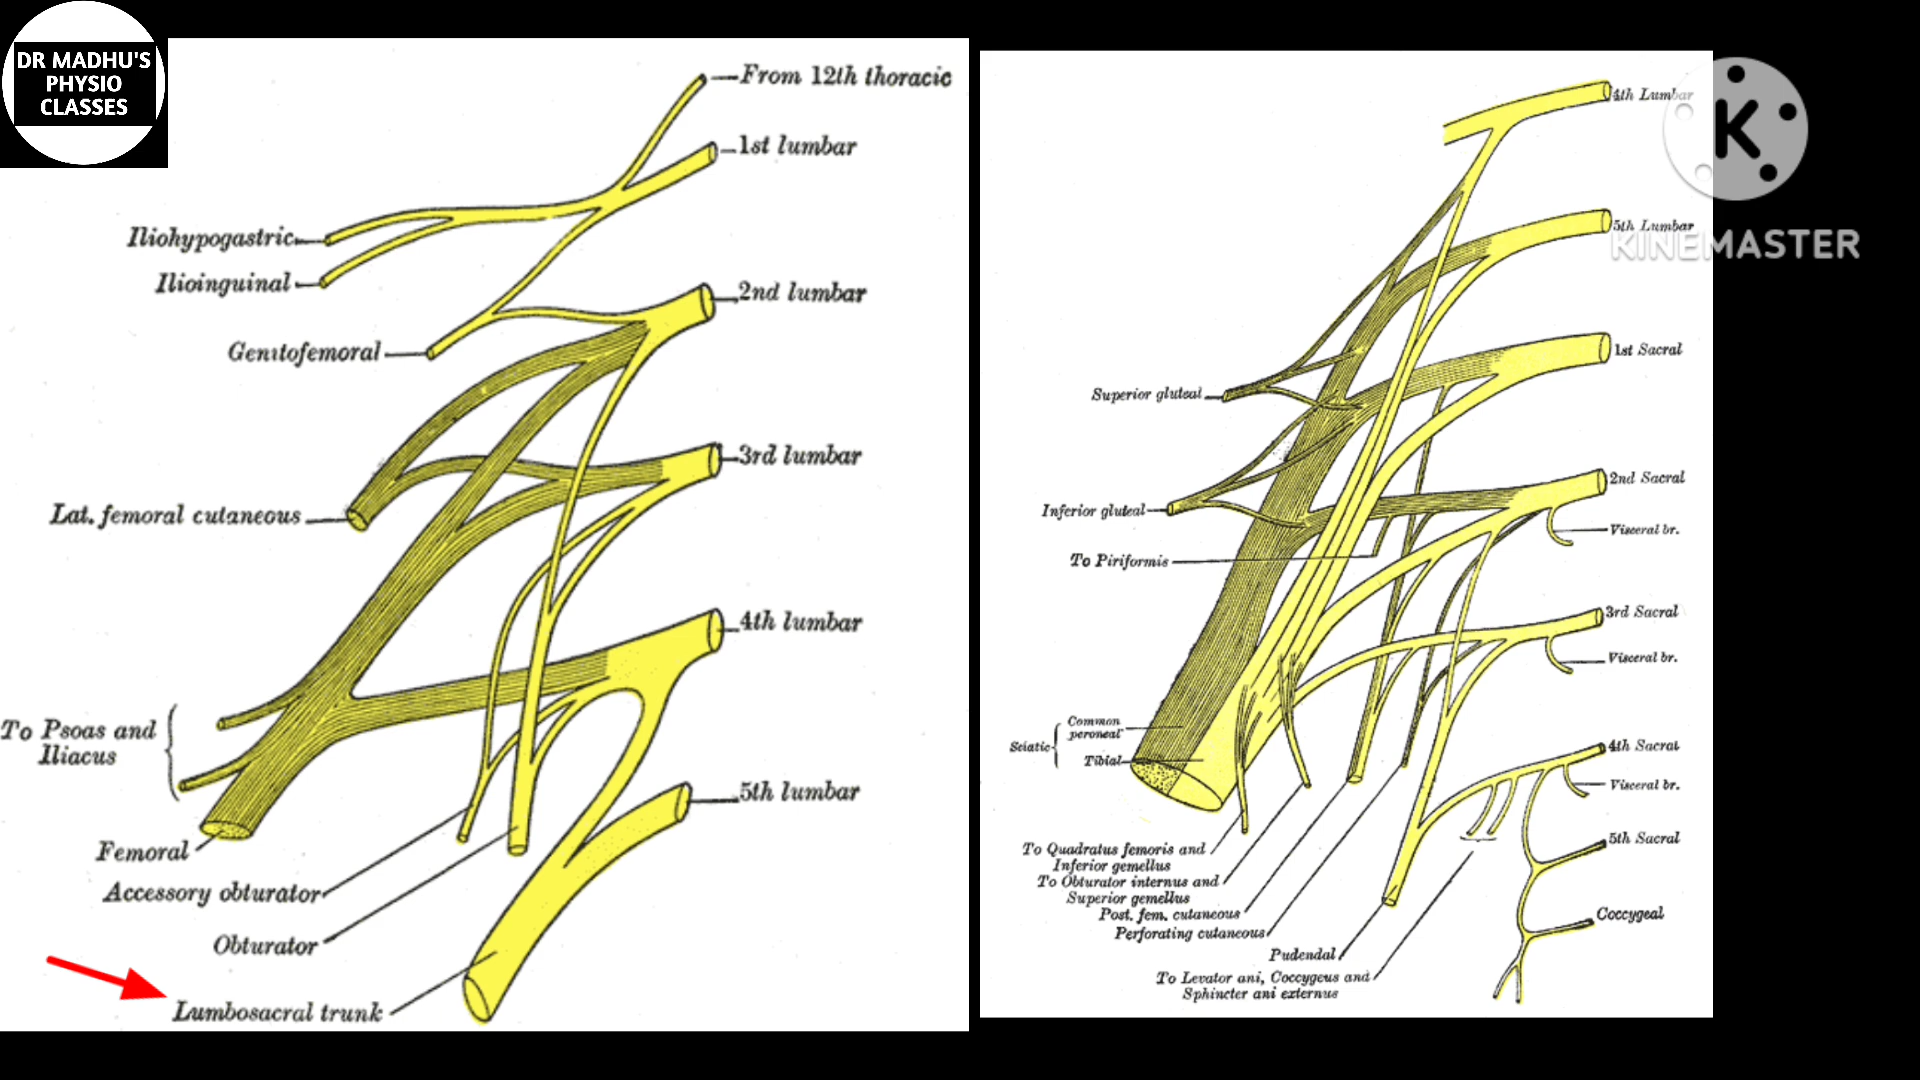 DR MADHU'S
PHYSIO
CLASSES
From 12th thoracic
1st lumbar
Iliohypogastric
Ilioinguinal
2nd lumbar
Genitofemoral
3rd lumbar
Lat. femoral cutaneous
4th lumbar
To Psoas and
Iliacus
5th lumbar
Femoral
Accessory obturator
Obturator
Lumbosacral trunk
4th Lumbar
5th Lumbar
K
KINEMASTER
1st Sacral
Superior gluteal
2nd Sacral
Inferior gluteal
Visceral br.
To Piriformis
3rd Sacral
Visceral br.
Common
peroneal
Sciatic
Tibial
4th Sacral
Visceral br.
5th Sacral
To Quadratus femoris and
Inferior gemellus
To Obturator internus and
Superior gemellus
Post. fem. cutaneous
Coccygeal
Perforating cutaneous
Pudendal
To Levator ani, Coccygeus and
Sphincter ani externus